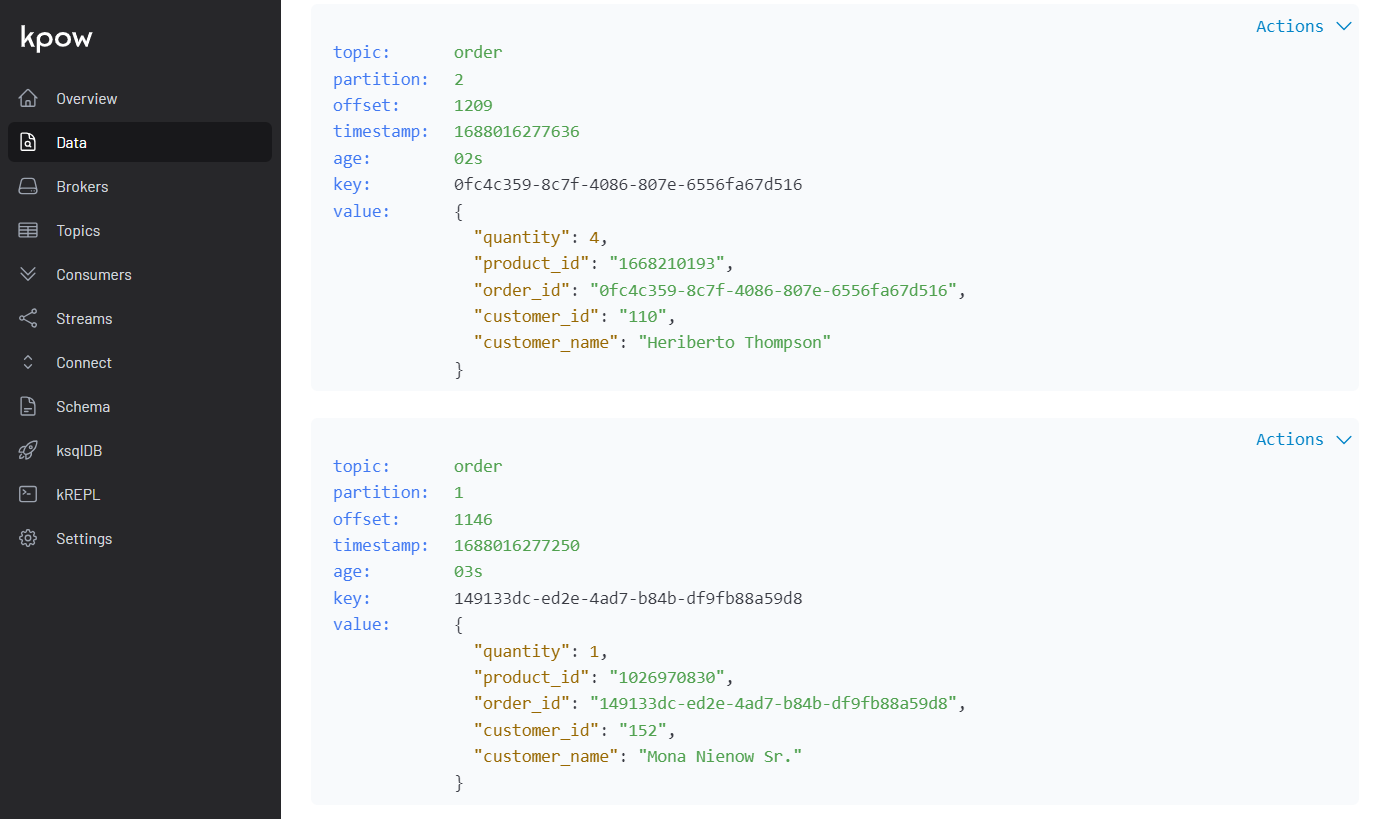 kpow
Overview
Data
Brokers
Topics
Consumers
Streams
Connect
Schema
ksqlDB
kREPL
Settings
Actions
topic: order
partition: 2
offset: 1209
timestamp: 1688016277636
age: 02s
key: 0fc4c359-8c7f-4086-807e-6556fa67d516
value: {
"quantity": 4,
"product_id": "1668210193",
"order_id": "0fc4c359-8c7f-4086-807e-6556fa67d516",
"customer_id": "110",
"customer_name": "Heriberto Thompson"
}
Actions
topic: order
partition: 1
offset: 1146
timestamp: 1688016277250
age: 03s
key: 149133dc-ed2e-4ad7-b84b-df9fb88a59d8
value: {
"quantity": 1,
"product_id": "1026970830",
"order_id": "149133dc-ed2e-4ad7-b84b-df9fb88a59d8",
"customer_id": "152",
"customer_name": "Mona Nienow Sr."
}